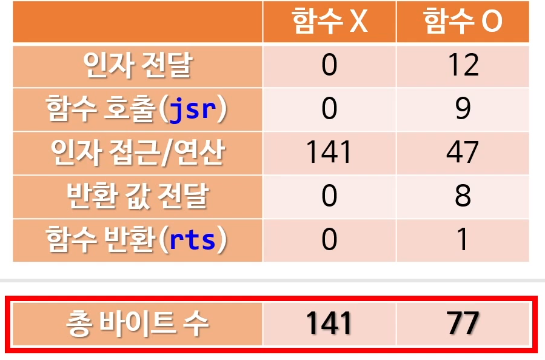 함수 X 함수 O
인자 전달 0 12
함수 호출(jsr) 0 9
인자 접근/연산 141 47
반환 값 전달 0 8
함수 반환(rts) 0 1
총 바이트 수 141 77